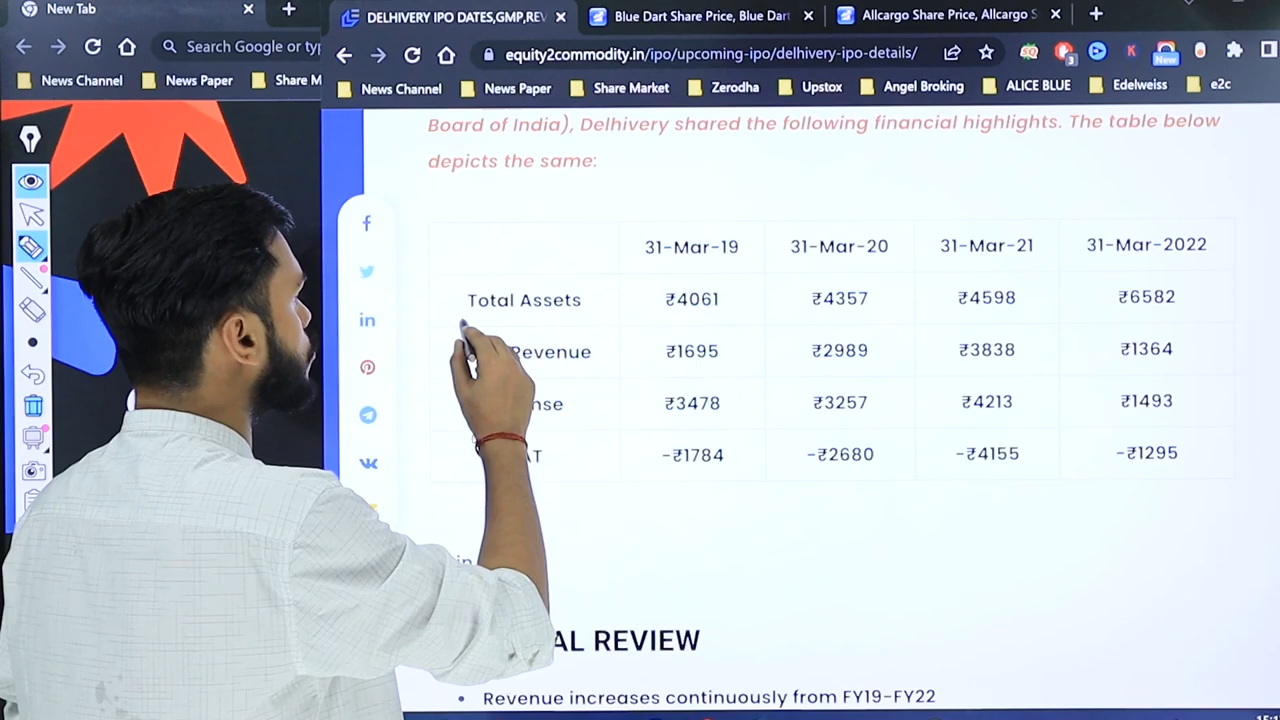 New Tab
DELHIVERY IPO DATES,GMP,REV
Blue Dart Share Price, Blue Dart
Allcargo Share Price, Allcargo S
Search Google or typ
equity2commodity.in/ipo/upcoming-ipo/delhivery-ipo-details/
3
New
News Channel
News Paper
Share M
News Channel
News Paper
Share Market
Zerodha
Upstox
Angel Broking
ALICE BLUE
Edelweiss
e2c
Board of India), Delhivery shared the following financial highlights. The table below
depicts the same:
31-Mar-19 31-Mar-20 31-Mar-21 31-Mar-2022
Total Assets ₹4061 ₹4357 ₹4598 ₹6582
Revenue ₹1695 ₹2989 ₹3838 ₹1364
nse ₹3478 ₹3257 ₹4213 ₹1493
AT -₹1784 -₹2680 -₹4155 -₹1295
in
AL REVIEW
• Revenue increases continuously from FY19-FY22